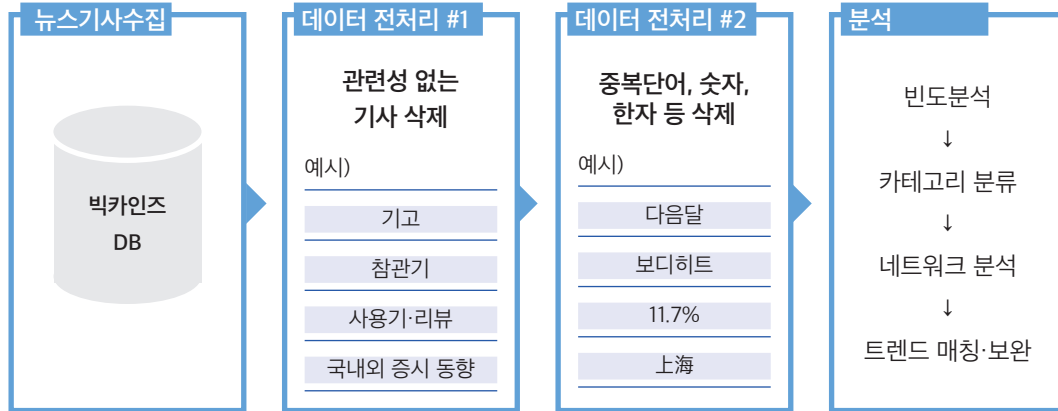 뉴스기사수집
빅카인즈
DB
데이터 전처리 #1
관련성 없는
기사 삭제
예시)
기고
참관기
사용기·리뷰
국내외 증시 동향
데이터 전처리 #2
중복단어, 숫자,
한자 등 삭제
예시)
다음달
보디히트
11.7%
上海
분석
빈도분석
↓
카테고리 분류
↓
네트워크 분석
↓
트렌드 매칭·보완